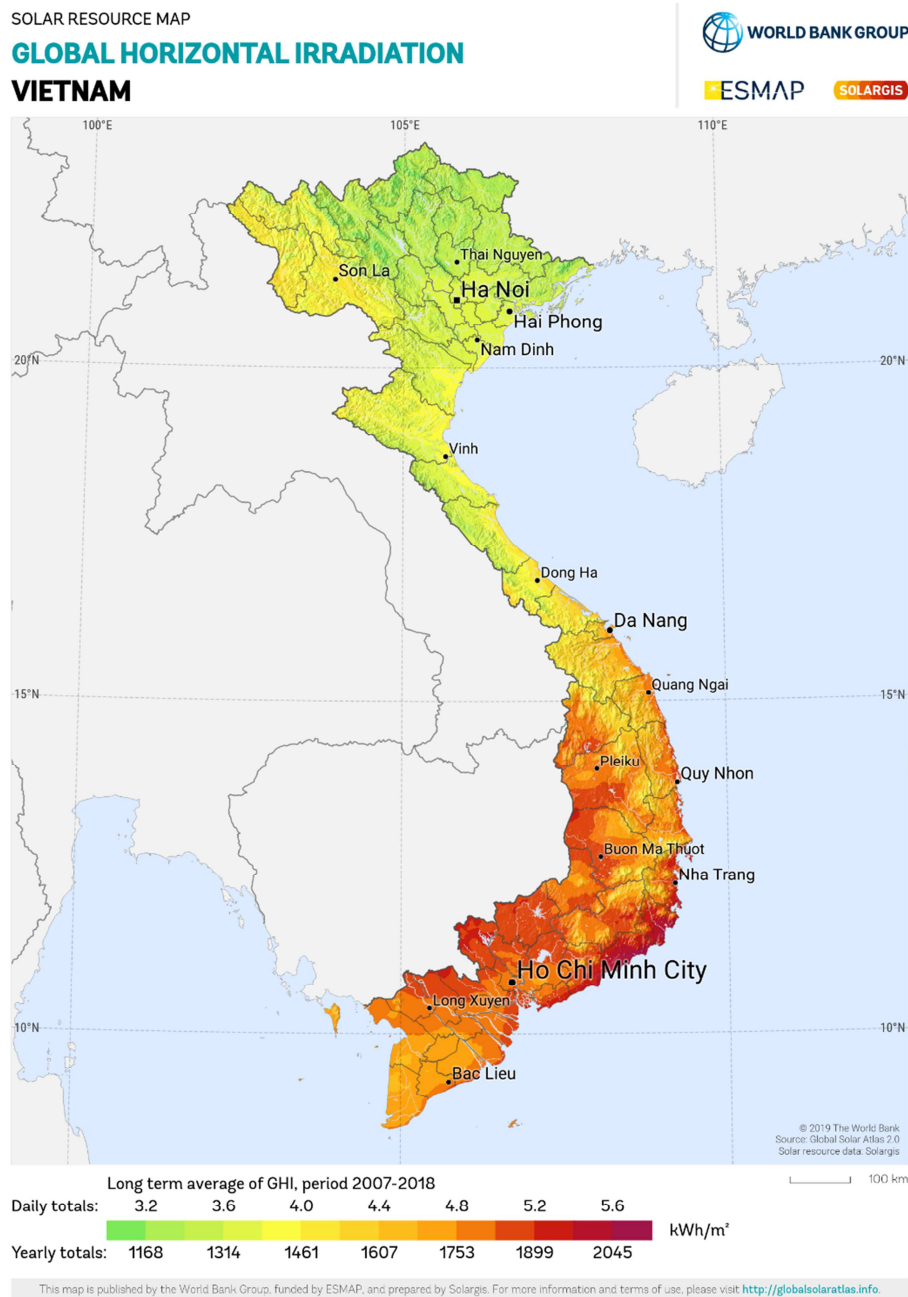 SOLAR RESOURCE MAP
GLOBAL HORIZONTAL IRRADIATION
VIETNAM
WORLD BANK GROUP
ESMAP
SOLARGIS
100°E
105°E
110°E
Thai Nguyen
Son La
Ha Noi
Hai Phong
Nam Dinh
20°N
20°N
Vinh
Dong Ha
Da Nang
Quang Ngai
15°N
15°N
Pleiku
Quy Nhon
Buon Ma Thuot
Nha Trang
Ho Chi Minh City
Long Xuyen
10°N
10°N
Bac Lieu
© 2019 The World Bank
Source: Global Solar Atlas 2.0
Solar resource data: Solargis
100 km
Long term average of GHI, period 2007-2018
Daily totals: 3.2 3.6 4.0 4.4 4.8 5.2 5.6
kWh/m²
Yearly totals: 1168 1314 1461 1607 1753 1899 2045
This map is published by the World Bank Group, funded by ESMAP, and prepared by Solargis. For more information and terms of use, please visit http://globalsolaratlas.info.